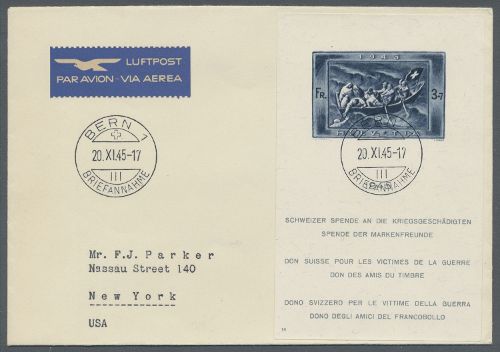 LUFTPOST
PAR AVION - VIA AEREA
BERN 1
20.XI.45-17
III
BRIEFANNAHME
1945
FR. 3+7
HELVETIA
20.XI.45-17
III
BRIEFANNAHME
SCHWEIZER SPENDE AN DIE KRIEGSGESCHÄDIGTEN
SPENDE DER MARKENFREUNDE
DON SUISSE POUR LES VICTIMES DE LA GUERRE
DON DES AMIS DU TIMBRE
DONO SVIZZERO PER LE VITTIME DELLA GUERRA
DONO DEGLI AMICI DEL FRANCOBOLLO
Mr. F.J. Parker
Nassau Street 140
New York
USA